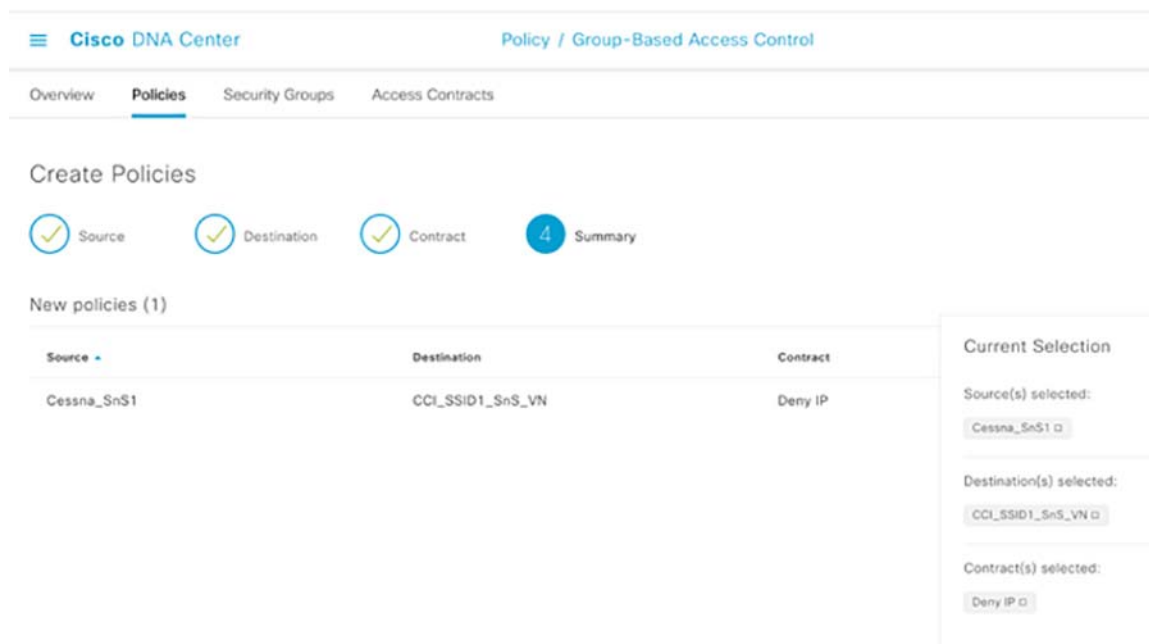 Cisco DNA Center
Policy / Group-Based Access Control
Overview Policies Security Groups Access Contracts
Create Policies
Source Destination Contract 4 Summary
New policies (1)
Source Destination Contract
Cessna_SnS1 CCI_SSID1_SnS_VN Deny IP
Current Selection
Source(s) selected:
Cessna_SnS1
Destination(s) selected:
CCI_SSID1_SnS_VN
Contract(s) selected:
Deny IP